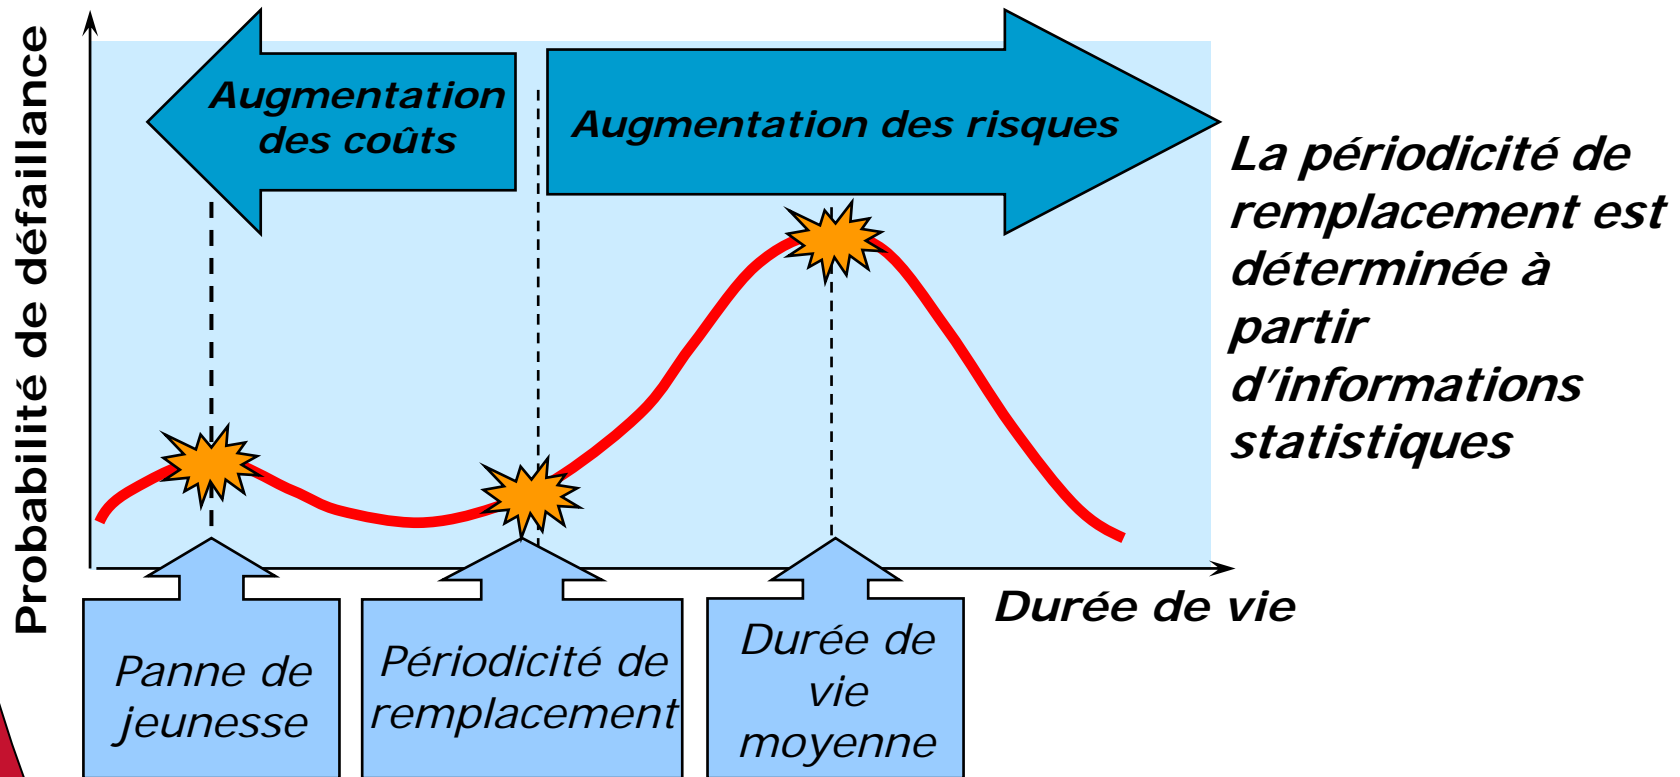 Probabilité de défaillance
Augmentation
des coûts
Augmentation des risques
La périodicité de
remplacement est
déterminée à
partir
d'informations
statistiques
Durée de vie
Panne de
jeunesse
Périodicité de
remplacement
Durée de
vie
moyenne